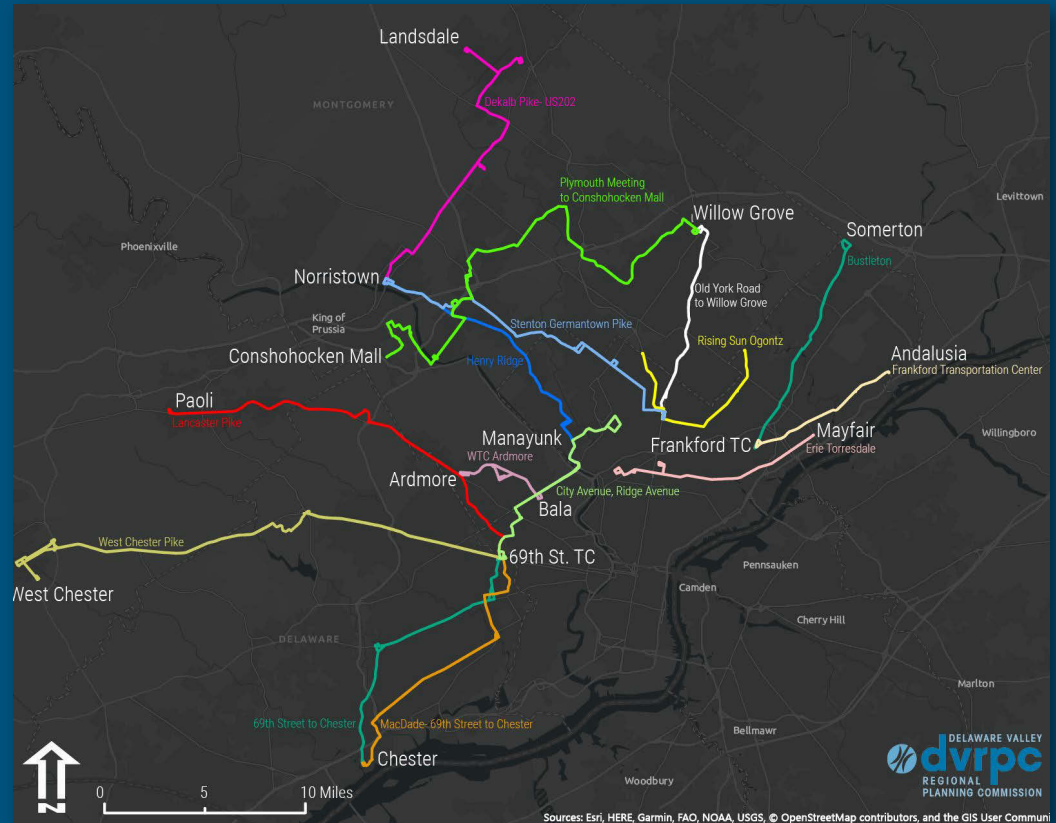 Landsdale
MONTGOMERY
Dekalb Pike- US202
Plymouth Meeting
to Conshohocken Mall
Levittown
Willow Grove
Somerton
Phoenixville
Bustleton
Norristown
Old York Road
to Willow Grove
King of
Prussia
Stenton Germantown Pike
Rising Sun Ogontz
Conshohocken Mall
Henry Ridge
Andalusia
Frankford Transportation Center
Paoli
Lancaster Pike
Manayunk
Frankford TC
Mayfair
Willingboro
WTC Ardmore
Erie Torresdale
Ardmore
City Avenue, Ridge Avenue
Bala
West Chester Pike
69th St. TC
Pennsauken
West Chester
Camden
Cherry Hill
DELAWARE
Marlton
69th Street to Chester
MacDade- 69th Street to Chester
Bellmawr
Chester
DELAWARE VALLEY
dvrpc
REGIONAL
PLANNING COMMISSION
Woodbury
N
0 5 10 Miles
Sources: Esri, HERE, Garmin, FAO, NOAA, USGS, © OpenStreetMap contributors, and the GIS User Communi